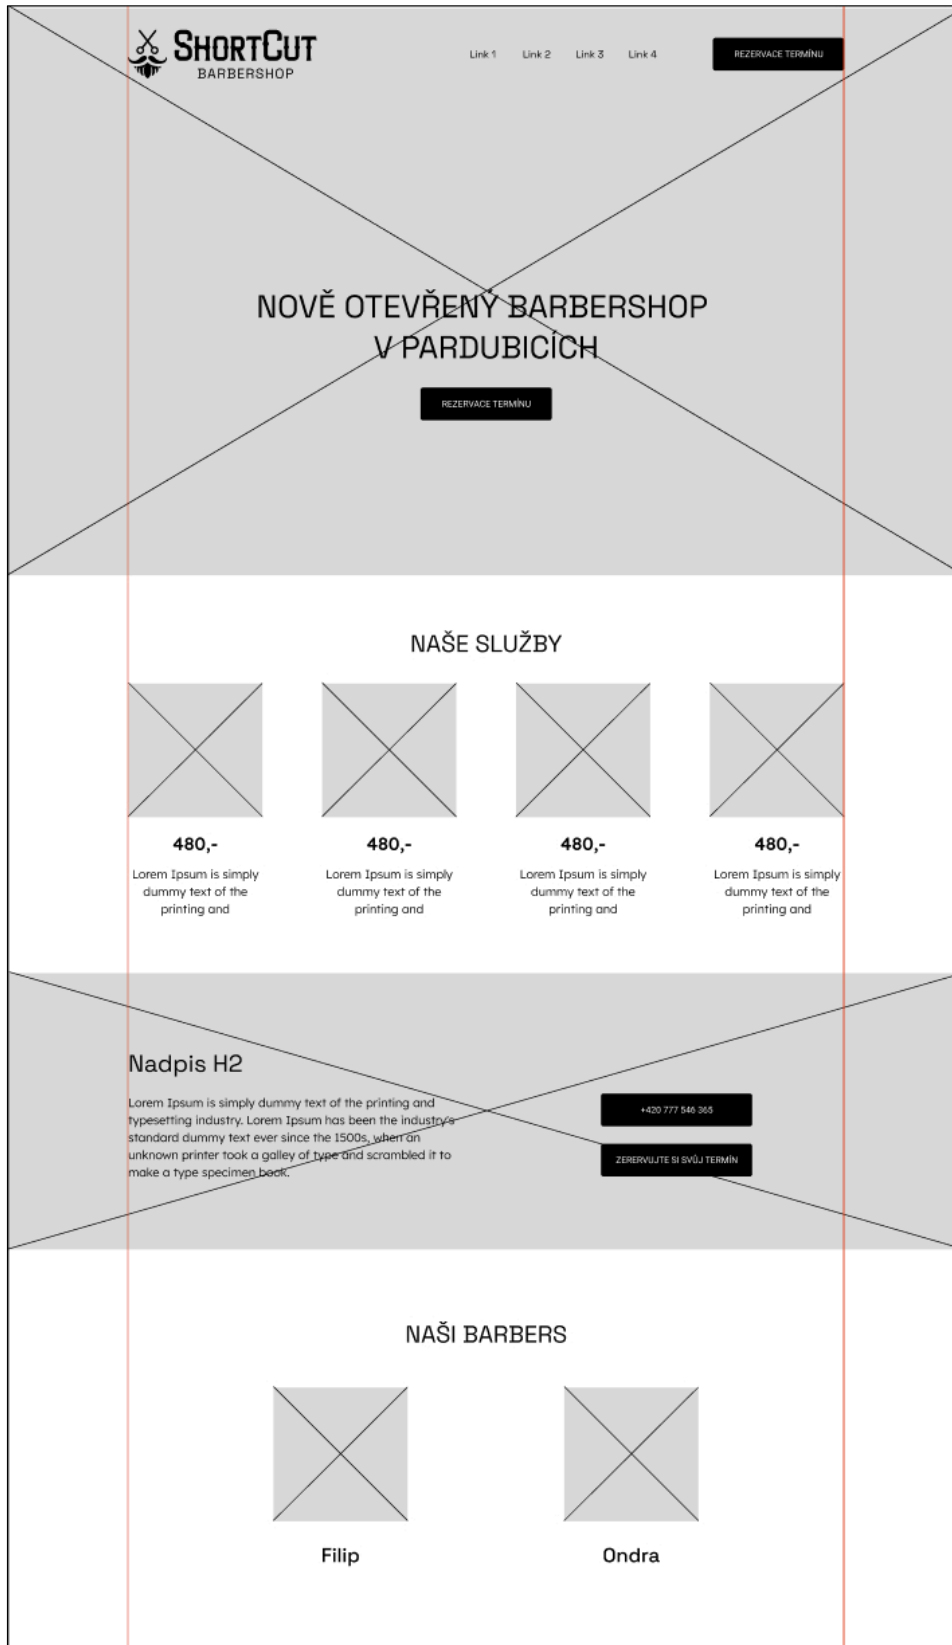 SHORTCUT
BARBERSHOP
Link 1 Link 2 Link 3 Link 4 REZERVACE TERMÍNU
NOVĚ OTEVŘENÝ BARBERSHOP
V PARDUBICÍCH
REZERVACE TERMÍNU
NAŠE SLUŽBY
480,- 480,- 480,- 480,-
Lorem Ipsum is simply Lorem Ipsum is simply Lorem Ipsum is simply Lorem Ipsum is simply
dummy text of the dummy text of the dummy text of the dummy text of the
printing and printing and printing and printing and
Nadpis H2
Lorem Ipsum is simply dummy text of the printing and
typesetting industry. Lorem Ipsum has been the industry's
standard dummy text ever since the 1500s, when an
unknown printer took a galley of type and scrambled it to
make a type specimen book.
+420 777 546 365
ZERERVUJTE SI SVŮJ TERMÍN
NAŠI BARBERS
Filip Ondra